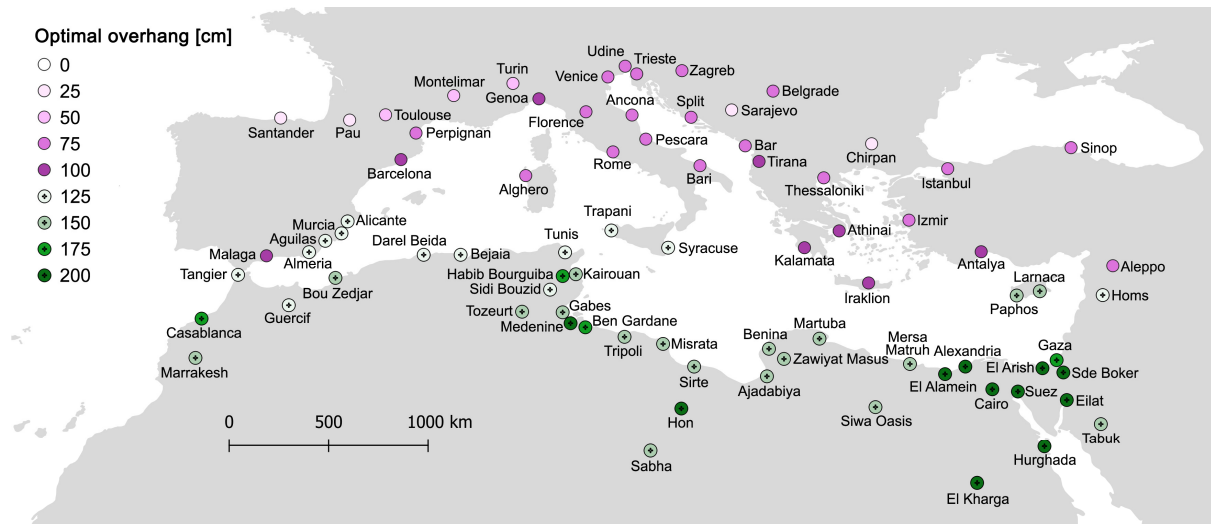 Optimal overhang [cm]
0
25
50
75
100
125
150
175
200
Udine
Trieste
Zagreb
Turin
Venice
Montelimar
Genoa
Belgrade
Ancona
Split
Sarajevo
Florence
Toulouse
Santander
Pau
Perpignan
Pescara
Bar
Sinop
Chirpan
Rome
Tirana
Barcelona
Bari
Istanbul
Alghero
Thessaloniki
Trapani
Murcia
Alicante
Izmir
Athinai
Aguilas
Darel Beida
Tunis
Syracuse
Malaga
Bejaia
Kalamata
Antalya
Almeria
Aleppo
Tangier
Habib Bourguiba
Kairouan
Larnaca
Bou Zedjar
Sidi Bouzid
Iraklion
Homs
Paphos
Guercif
Tozeurt
Gabes
Medenine
Ben Gardane
Martuba
Casablanca
Benina
Mersa
Matruh
Alexandria
Gaza
Tripoli
Misrata
Zawiyat Masus
El Arish
Sde Boker
Marrakesh
Sirte
Ajadabiya
El Alamein
Suez
Eilat
Cairo
0
500
1000 km
Hon
Siwa Oasis
Tabuk
Sabha
Hurghada
El Kharga